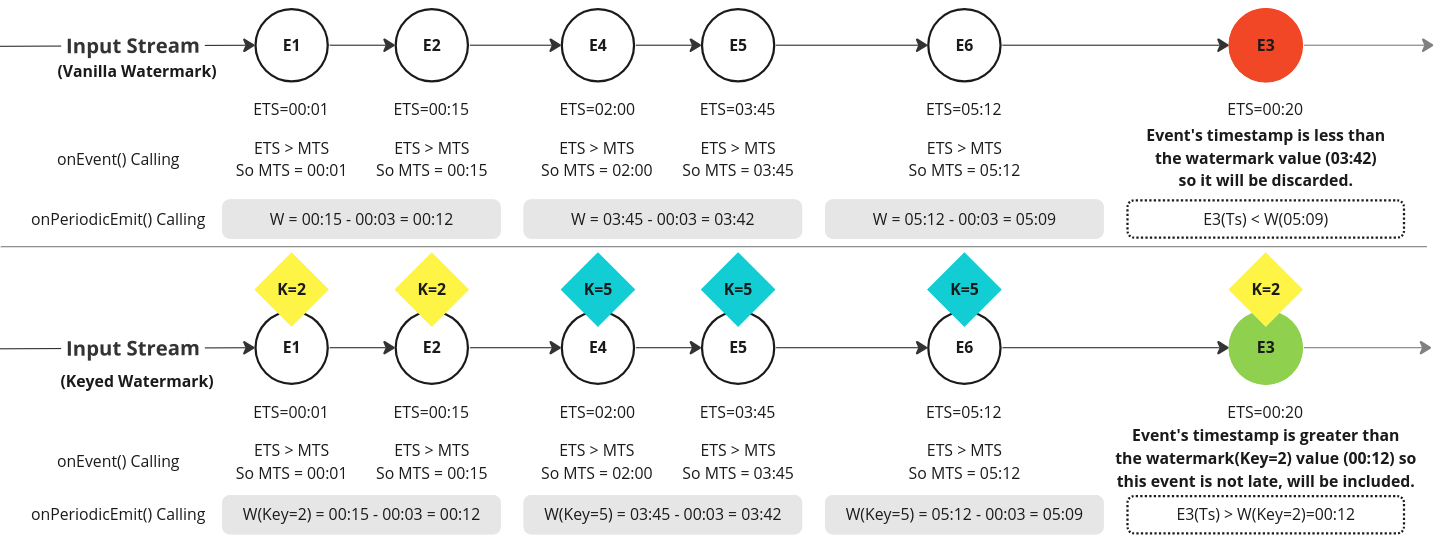 Input Stream
(Vanilla Watermark)
E1
E2
E4
E5
E6
E3
ETS=00:01
ETS=00:15
ETS=02:00
ETS=03:45
ETS=05:12
ETS=00:20
onEvent() Calling
ETS > MTS
So MTS = 00:01
ETS > MTS
So MTS = 00:15
ETS > MTS
So MTS = 02:00
ETS > MTS
So MTS = 03:45
ETS > MTS
So MTS = 05:12
Event's timestamp is less than
the watermark value (03:42)
so it will be discarded.
onPeriodicEmit() Calling
W = 00:15 - 00:03 = 00:12
W = 03:45 - 00:03 = 03:42
W = 05:12 - 00:03 = 05:09
E3(Ts) < W(05:09)
K=2
K=2
K=5
K=5
K=5
K=2
Input Stream
(Keyed Watermark)
E1
E2
E4
E5
E6
E3
ETS=00:01
ETS=00:15
ETS=02:00
ETS=03:45
ETS=05:12
ETS=00:20
onEvent() Calling
ETS > MTS
So MTS = 00:01
ETS > MTS
So MTS = 00:15
ETS > MTS
So MTS = 02:00
ETS > MTS
So MTS = 03:45
ETS > MTS
So MTS = 05:12
Event's timestamp is greater than
the watermark(Key=2) value (00:12) so
this event is not late, will be included.
onPeriodicEmit() Calling
W(Key=2) = 00:15 - 00:03 = 00:12
W(Key=5) = 03:45 - 00:03 = 03:42
W(Key=5) = 05:12 - 00:03 = 05:09
E3(Ts) > W(Key=2)=00:12